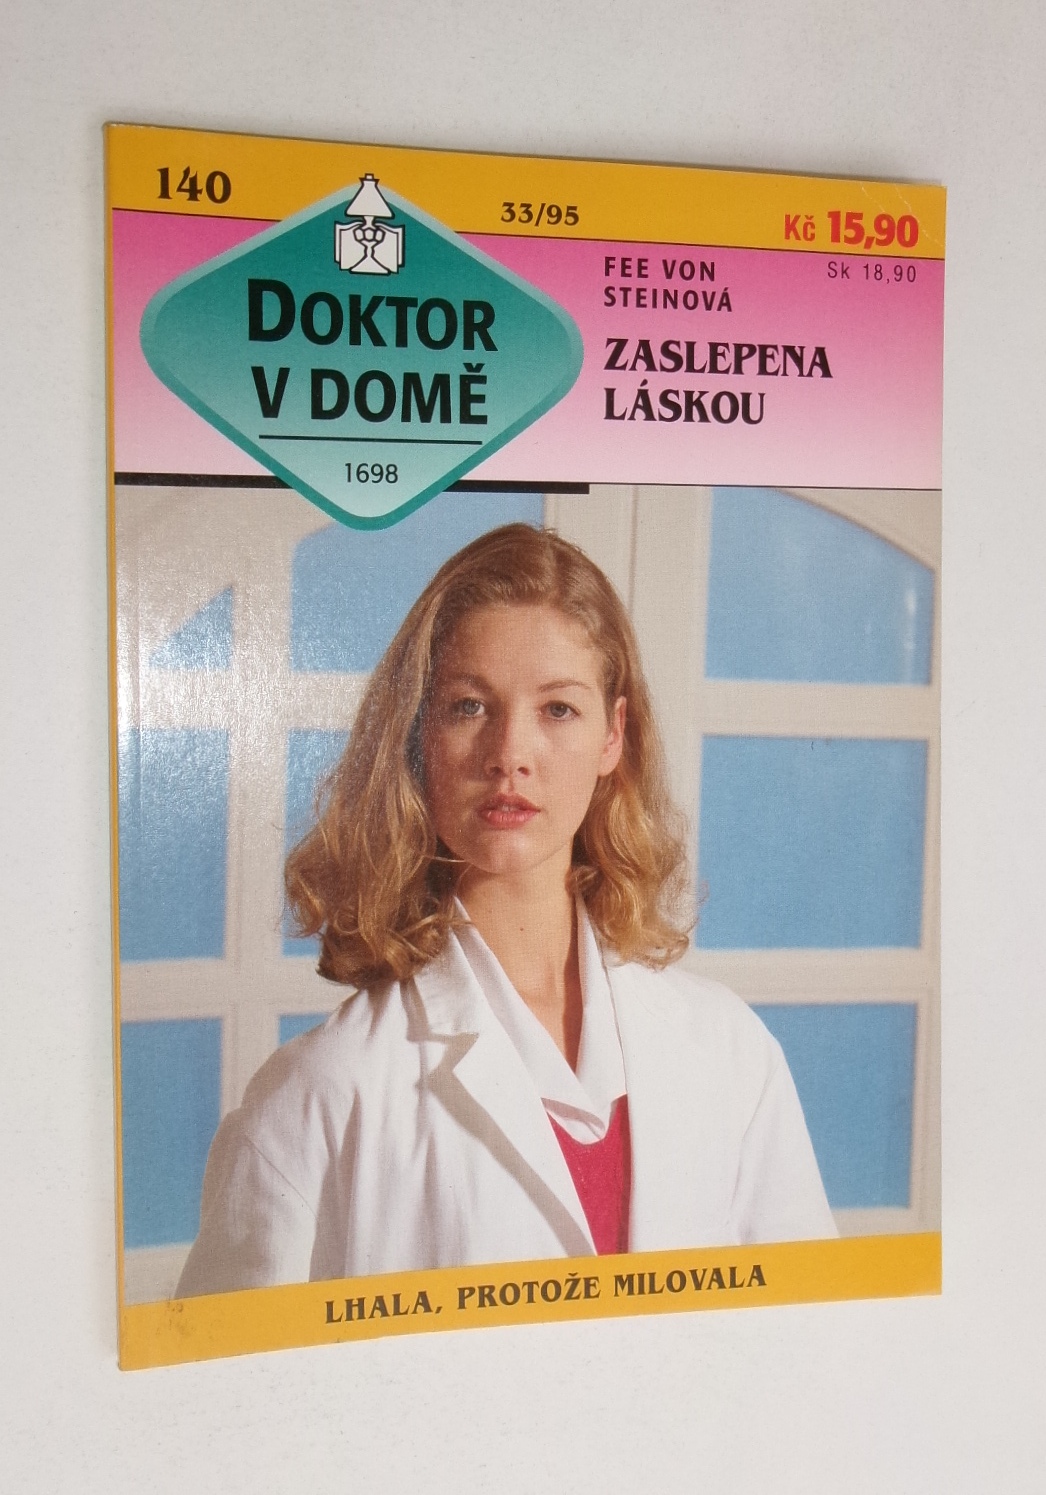 140
33/95
Kč 15,90
Sk 18,90
DOKTOR
V DOMĚ
1698
FEE VON
STEINOVÁ
ZASLEPENA
LÁSKOU
LHALA, PROTOŽE MILOVALA